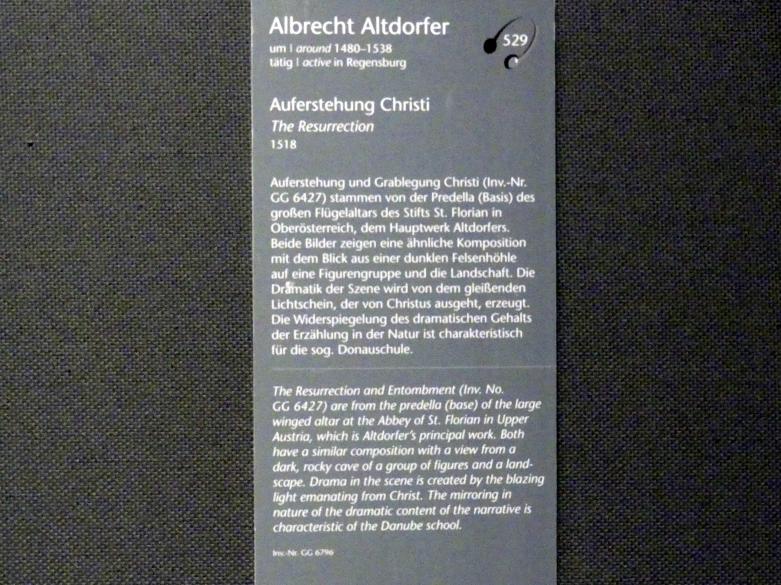 Albrecht Altdorfer
um | around 1480–1538
529
tätig | active in Regensburg
Auferstehung Christi
The Resurrection
1518
Auferstehung und Grablegung Christi (Inv.-Nr.
GG 6427) stammen von der Predella (Basis) des
großen Flügelaltars des Stifts St. Florian in
Oberösterreich, dem Hauptwerk Altdorfers.
Beide Bilder zeigen eine ähnliche Komposition
mit dem Blick aus einer dunklen Felsenhöhle
auf eine Figurengruppe und die Landschaft. Die
Dramatik der Szene wird von dem gleißenden
Lichtschein, der von Christus ausgeht, erzeugt.
Die Widerspiegelung des dramatischen Gehalts
der Erzählung in der Natur ist charakteristisch
für die sog. Donauschule.
The Resurrection and Entombment (Inv. No.
GG 6427) are from the predella (base) of the large
winged altar at the Abbey of St. Florian in Upper
Austria, which is Altdorfer's principal work. Both
have a similar composition with a view from a
dark, rocky cave of a group of figures and a land-
scape. Drama in the scene is created by the blazing
light emanating from Christ. The mirroring in
nature of the dramatic content of the narrative is
characteristic of the Danube school.
Inv.-Nr. GG 6796